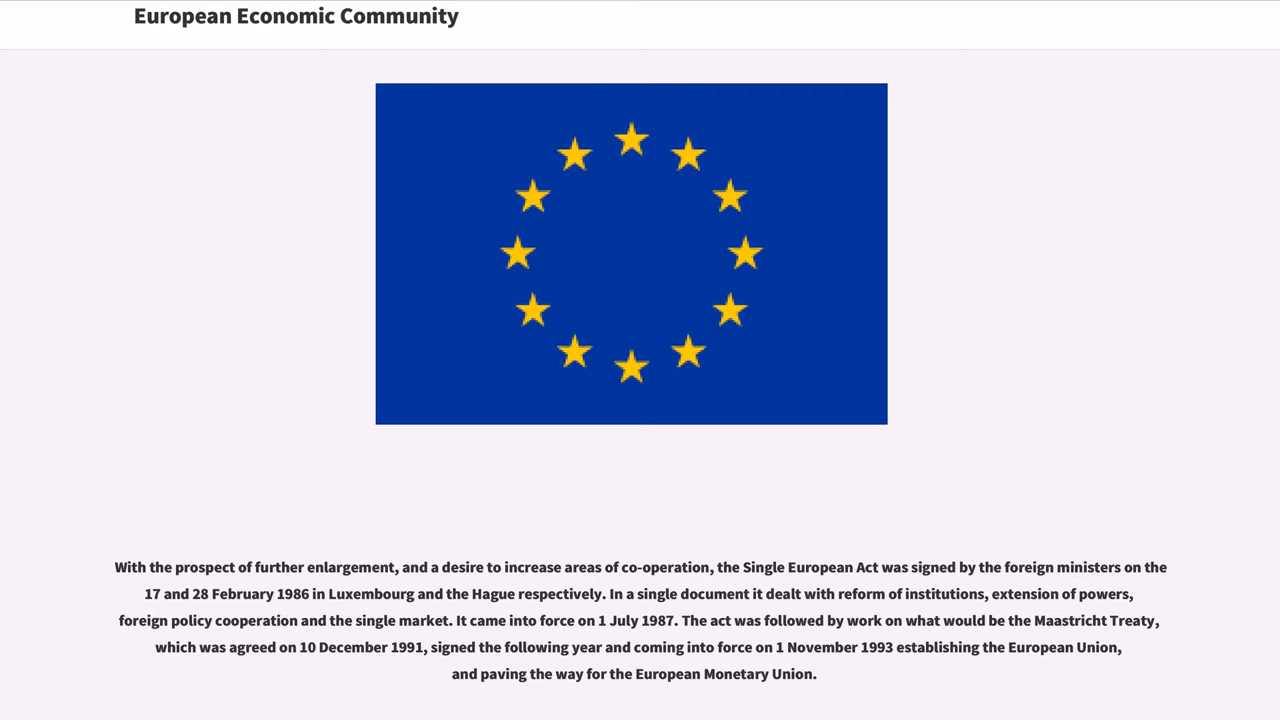 European Economic Community
With the prospect of further enlargement, and a desire to increase areas of co-operation, the Single European Act was signed by the foreign ministers on the
17 and 28 February 1986 in Luxembourg and the Hague respectively. In a single document it dealt with reform of institutions, extension of powers,
foreign policy cooperation and the single market. It came into force on 1 July 1987. The act was followed by work on what would be the Maastricht Treaty,
which was agreed on 10 December 1991, signed the following year and coming into force on 1 November 1993 establishing the European Union,
and paving the way for the European Monetary Union.